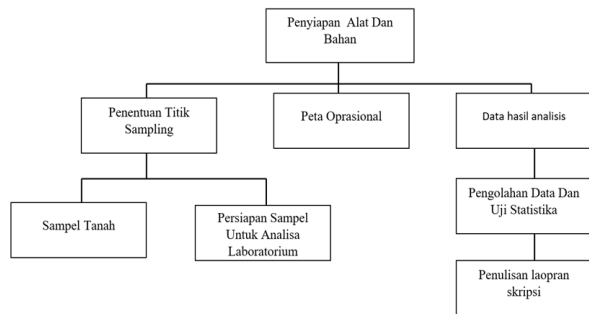 Penyiapan Alat Dan
Bahan
Penentuan Titik
Sampling
Peta Oprasional
Data hasil analisis
Sampel Tanah
Persiapan Sampel
Untuk Analisa
Laboratorium
Pengolahan Data Dan
Uji Statistika
Penulisan laopran
skripsi